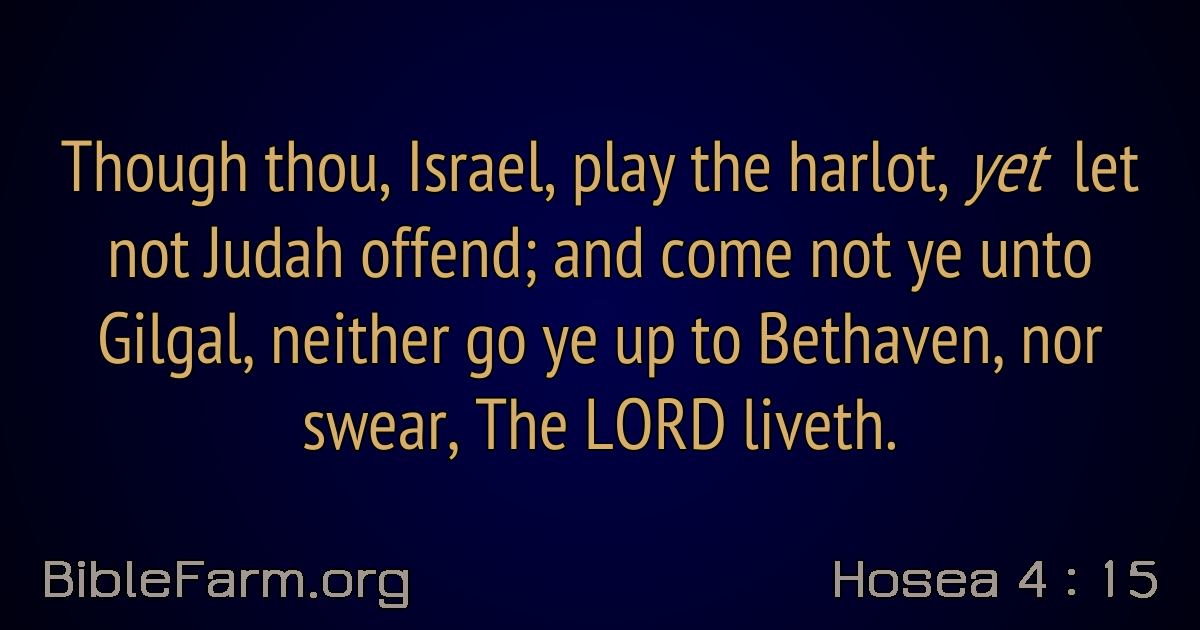 Though thou, Israel, play the harlot, yet let
not Judah offend; and come not ye unto
Gilgal, neither go ye up to Bethaven, nor
swear, The LORD liveth.
BibleFarm.org
Hosea 4 : 15